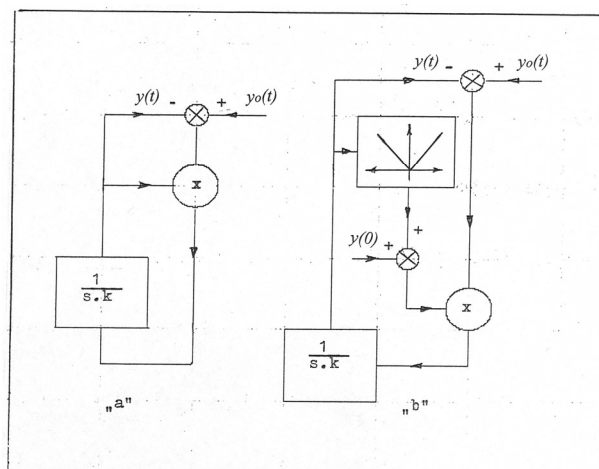 y(t) - + yo(t)
x
1
s.k
„a"
y(t) - + yo(t)
+
y(0) +
x
1
s.k
„b"